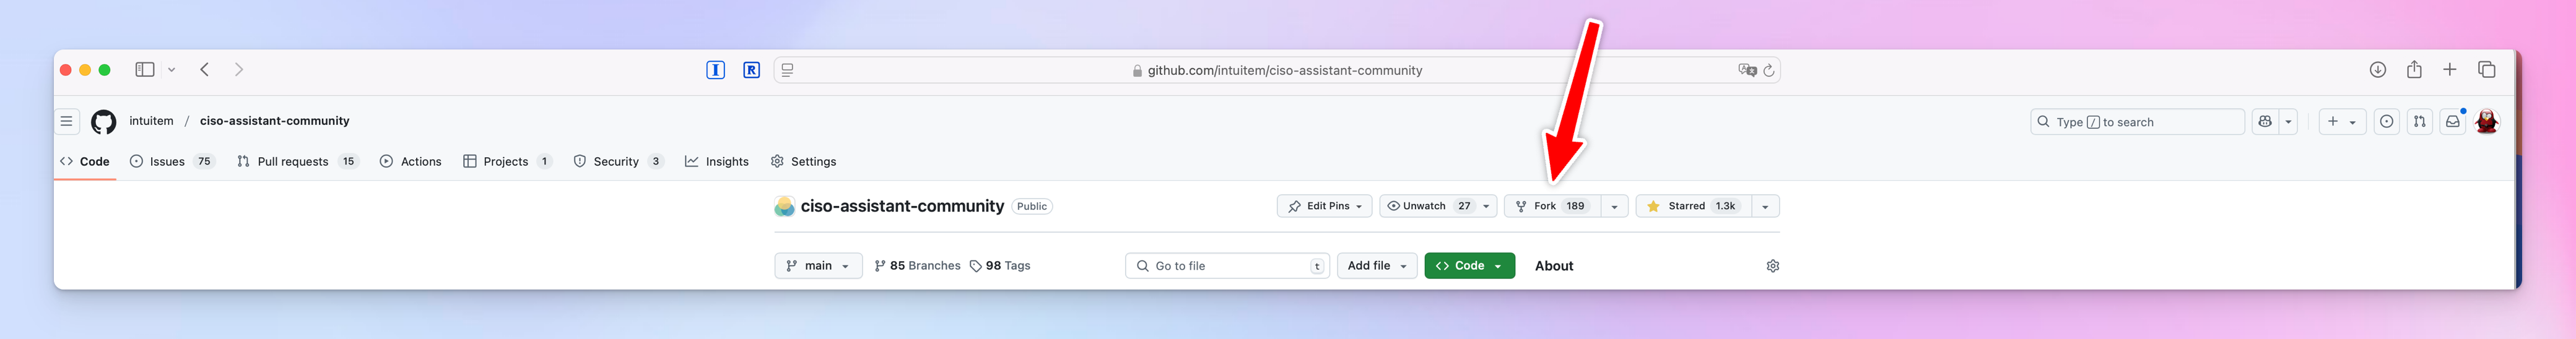 I R github.com/intuitem/ciso-assistant-community
intuitem / ciso-assistant-community Type / to search
Code Issues 75 Pull requests 15 Actions Projects 1 Security 3 Insights Settings
ciso-assistant-community Public Edit Pins Unwatch 27 Fork 189 Starred 1.3k
main 85 Branches 98 Tags Go to file t Add file Code About